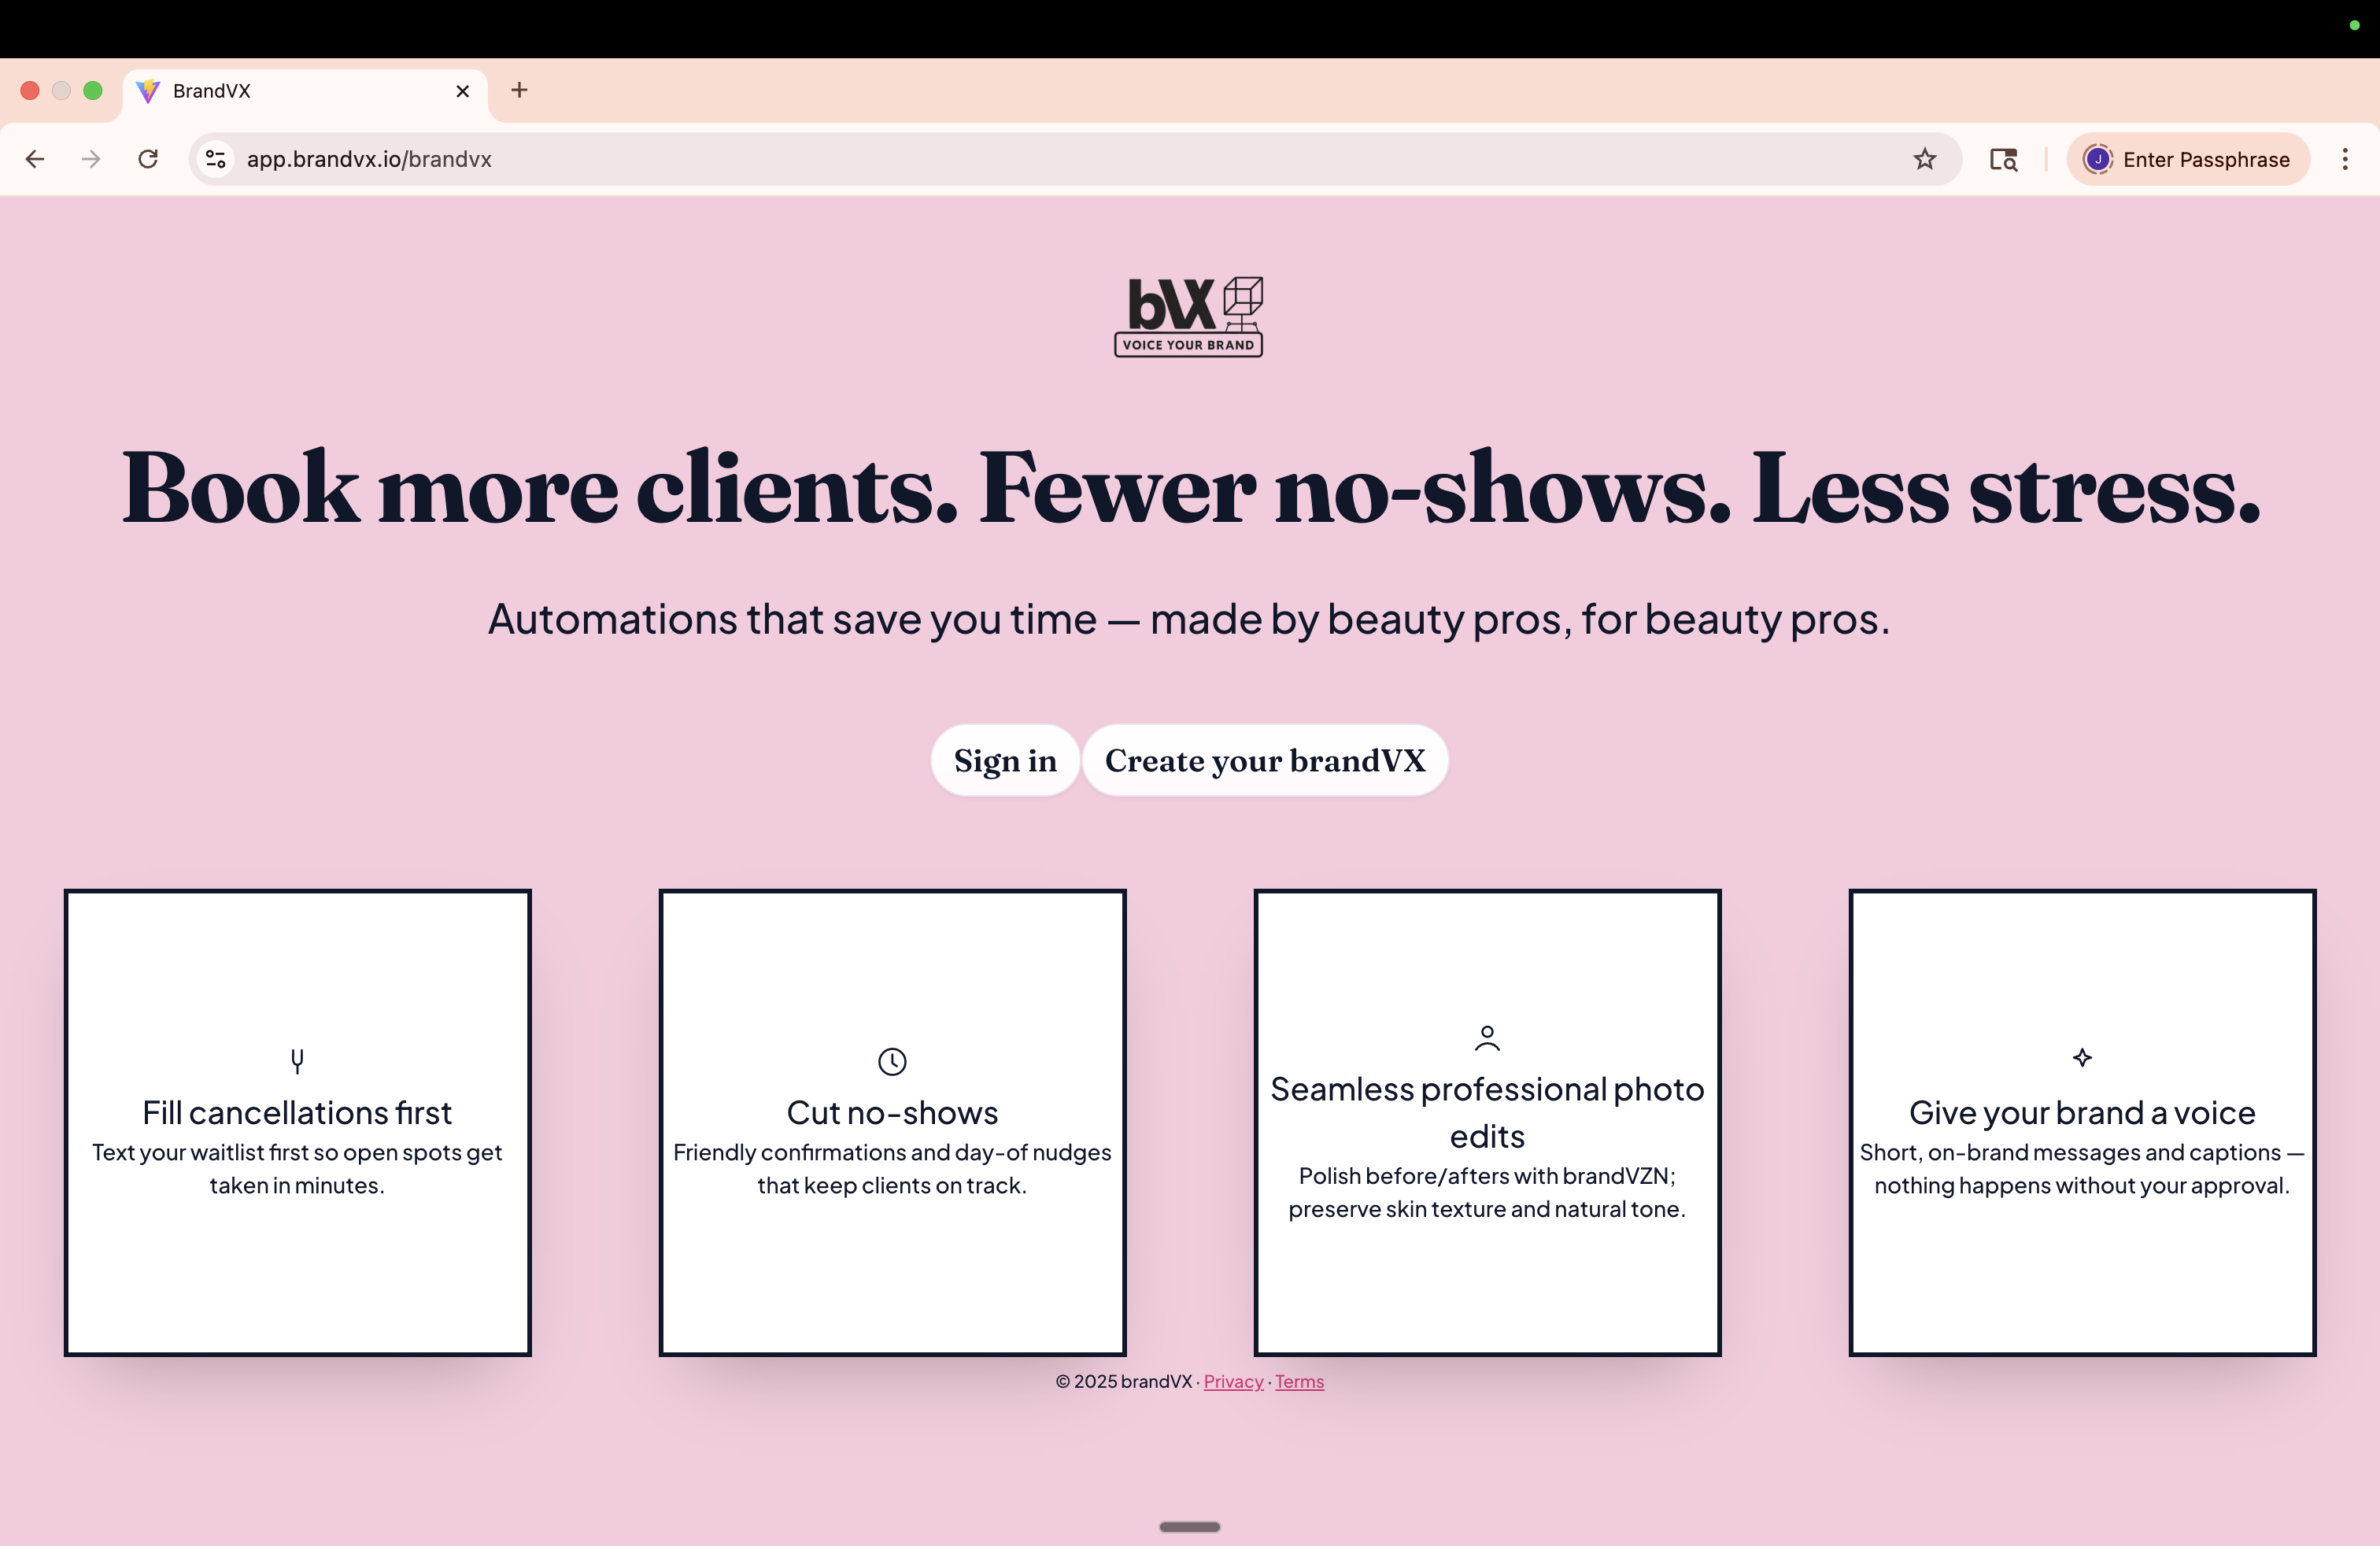 BrandVX
app.brandvx.io/brandvx
J
Enter Passphrase
bVX
VOICE YOUR BRAND
Book more clients. Fewer no-shows. Less stress.
Automations that save you time — made by beauty pros, for beauty pros.
Sign in
Create your brandVX
Fill cancellations first
Text your waitlist first so open spots get
taken in minutes.
Cut no-shows
Friendly confirmations and day-of nudges
that keep clients on track.
Seamless professional photo
edits
Polish before/afters with brandVZN;
preserve skin texture and natural tone.
Give your brand a voice
Short, on-brand messages and captions —
nothing happens without your approval.
© 2025 brandVX · Privacy · Terms